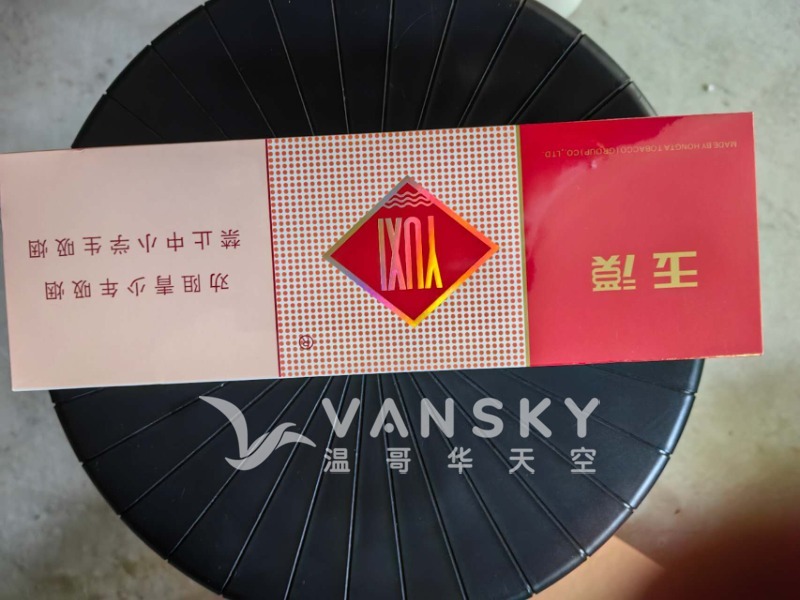 玉溪
MADE BY HONGTA TOBACCO (GROUP) CO., LTD.
®
YUXI
劝阻青少年吸烟
禁止中小学生吸烟
VANSKY
温哥华天空